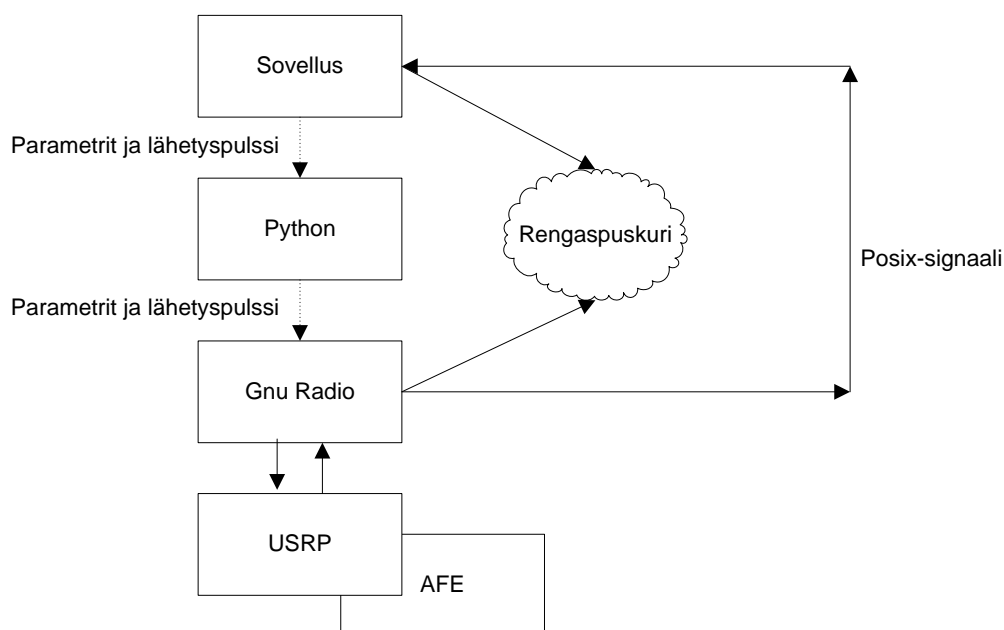 Sovellus
Parametrit ja lähetyspulssi
Python
Rengaspuskuri
Posix-signaali
Parametrit ja lähetyspulssi
Gnu Radio
USRP
AFE